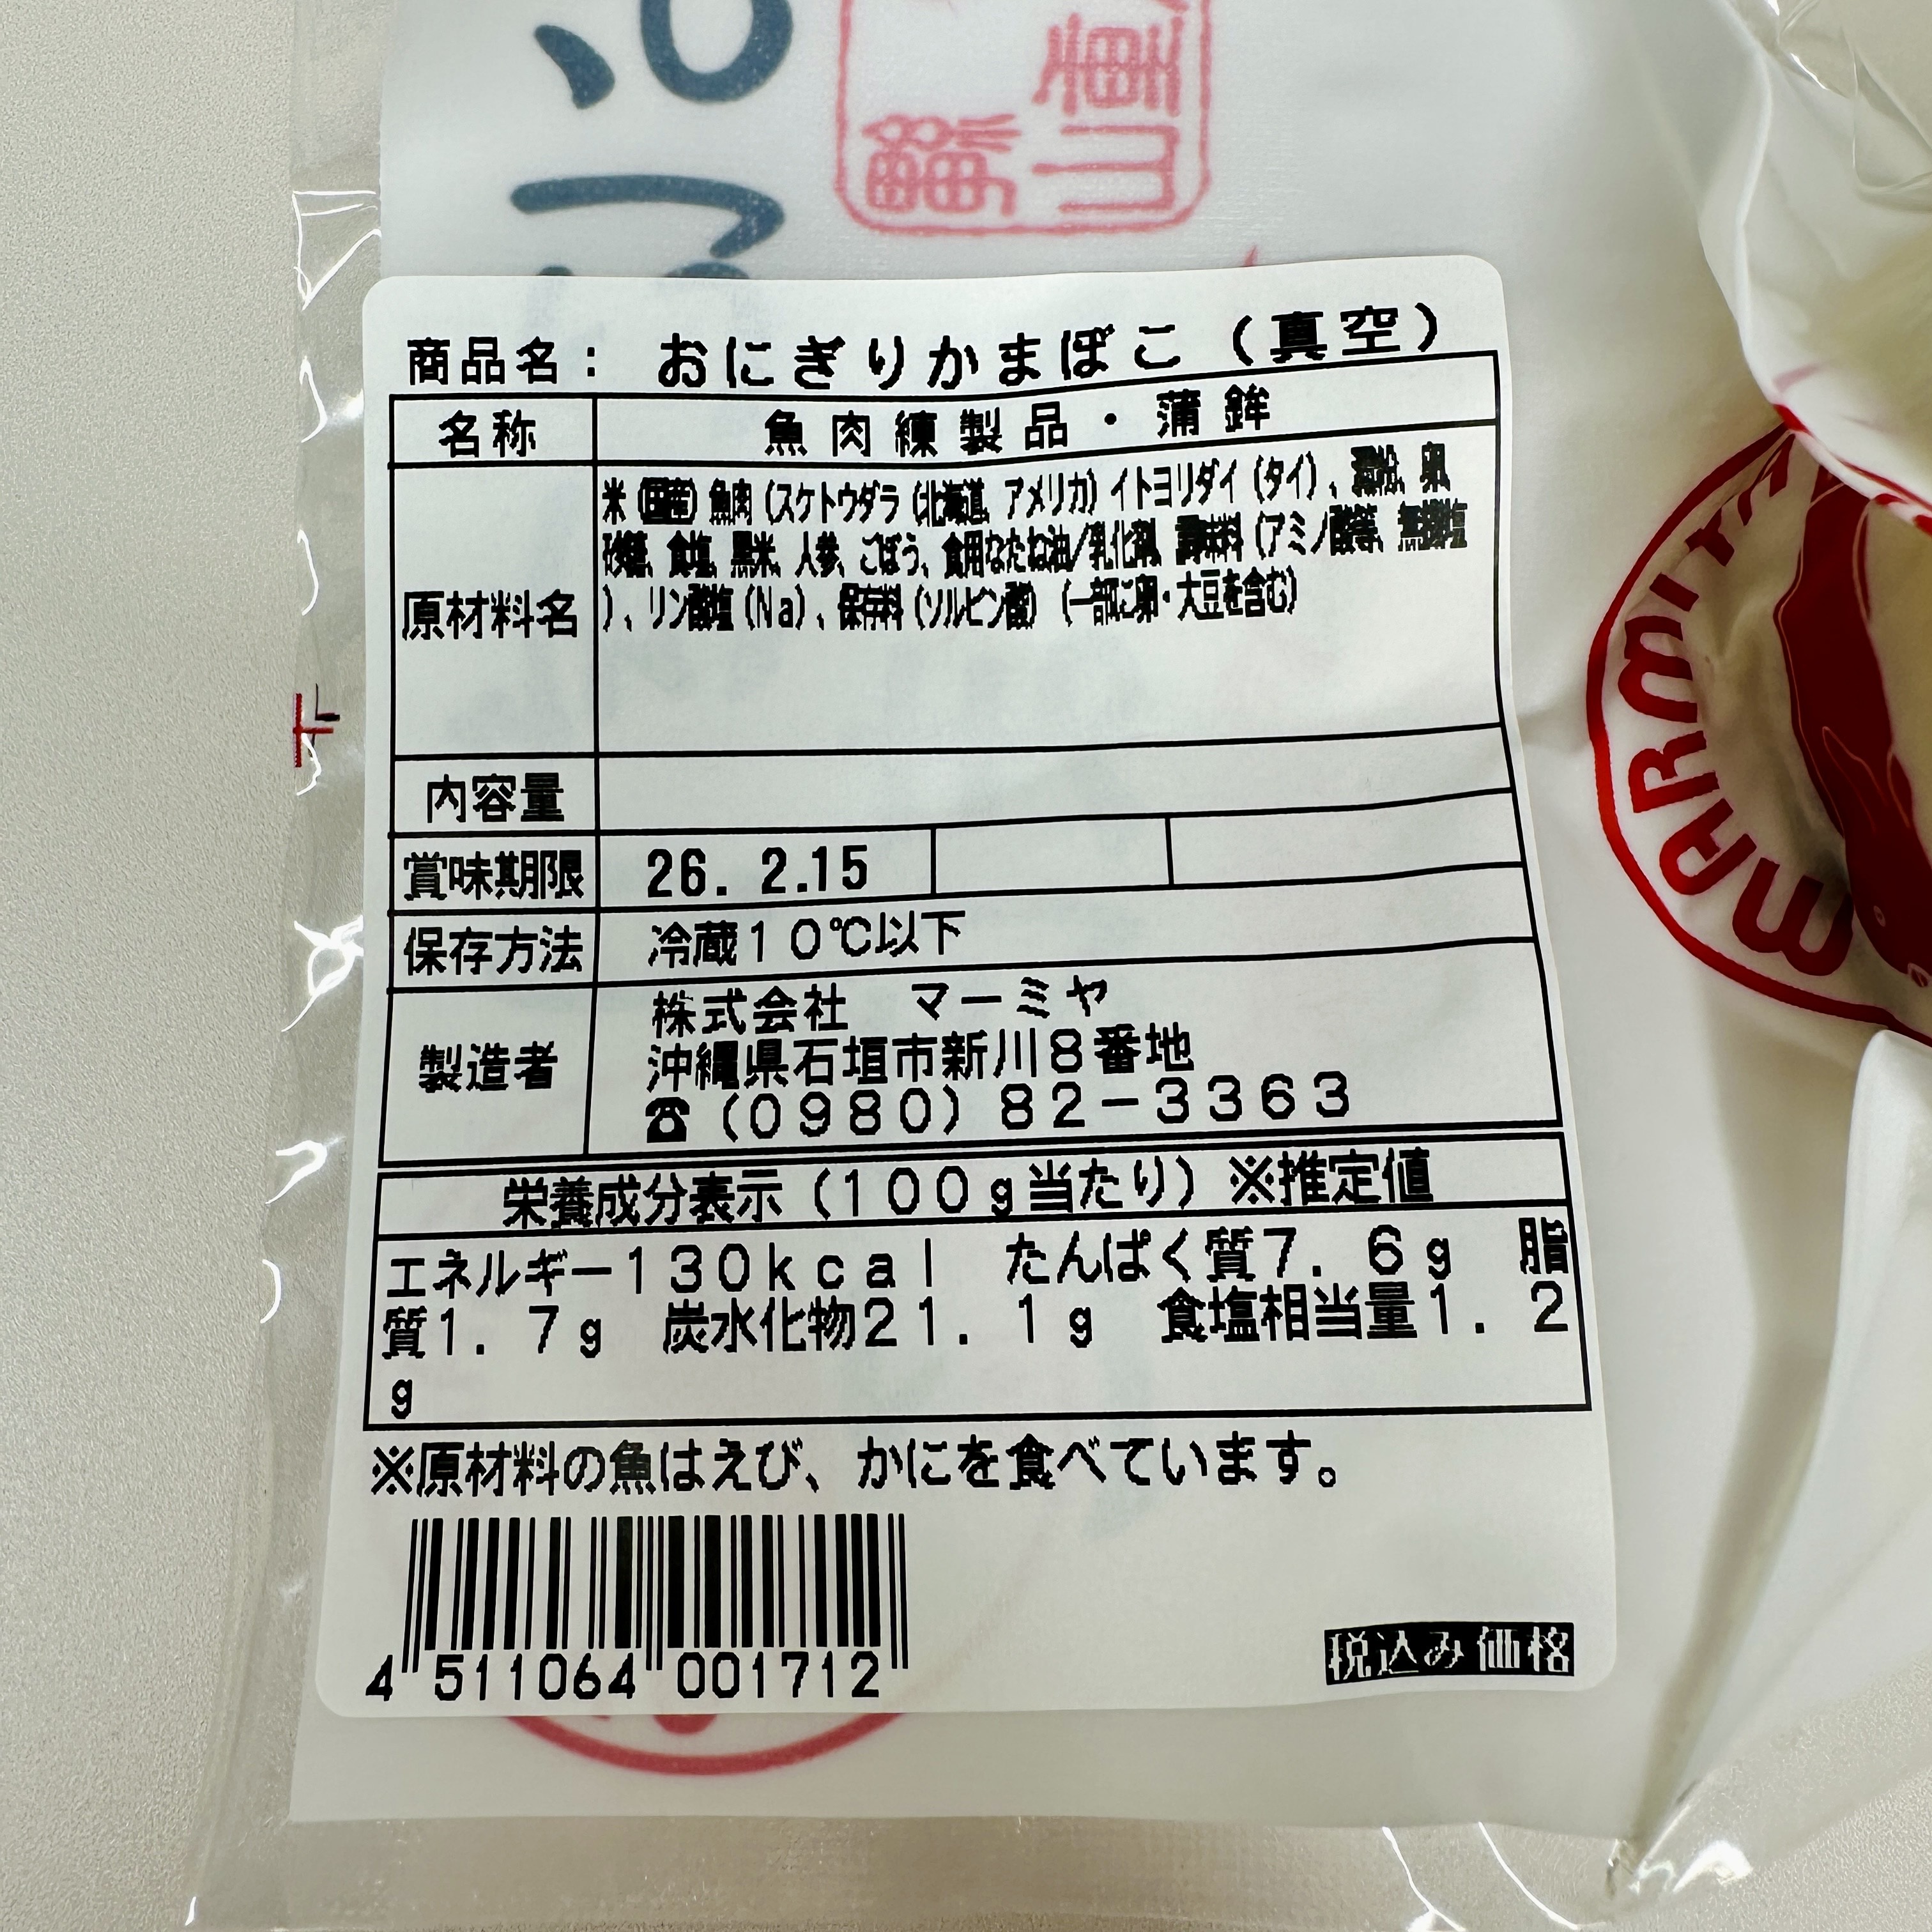 商品名： おにぎりかまぼこ（真空）
名称 魚肉練製品・蒲鉾
原材料名 米（国産）魚肉（スケトウダラ（北海道、アメリカ）イトヨリダイ（タイ）、澱粉、卵、
砂糖、食塩、黒米、人参、ごぼう、食用なたね油／乳化剤、調味料（アミノ酸等、無機塩
）、リン酸塩（Ｎａ）、保存料（ソルビン酸）（一部に卵・大豆を含む）
内容量
賞味期限 26. 2.15
保存方法 冷蔵１０℃以下
製造者 株式会社 マーミヤ
沖縄県石垣市新川８番地
☎（０９８０）８２－３３６３
栄養成分表示（１００ｇ当たり）※推定値
エネルギー１３０ｋｃａｌ たんぱく質７．６ｇ 脂
質１．７ｇ 炭水化物２１．１ｇ 食塩相当量１．２
ｇ
※原材料の魚はえび、かにを食べています。
4 511064 001712
税込み価格